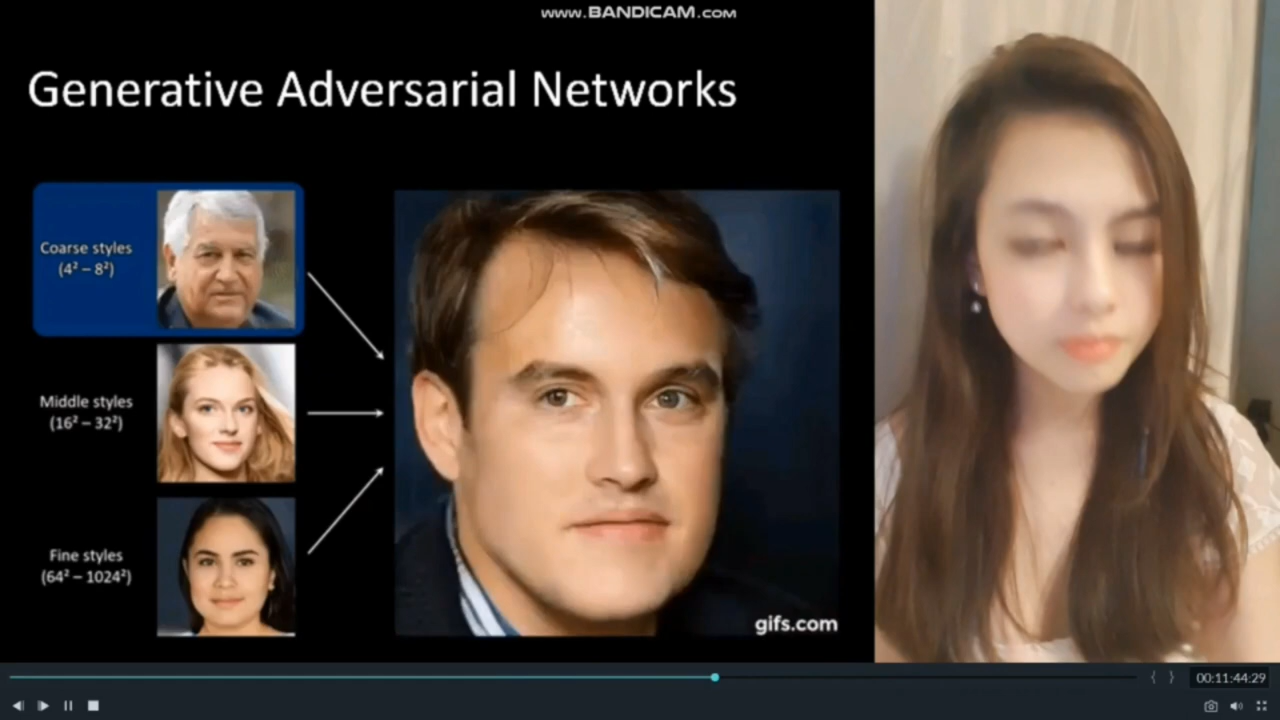 www.BANDICAM.com
Generative Adversarial Networks
Coarse styles
(4² – 8²)
Middle styles
(16² – 32²)
Fine styles
(64² – 1024²)
gifs.com
00:11:44:29